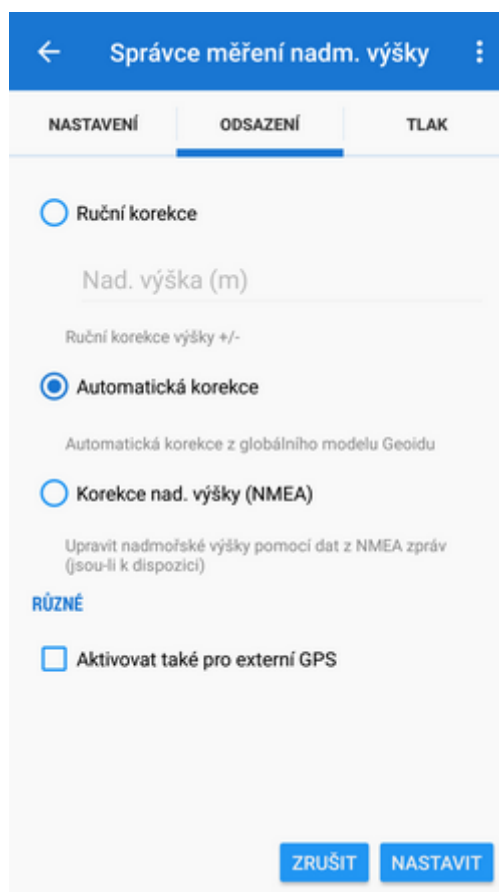 Správce měření nadm. výšky
NASTAVENÍ ODSAZENÍ TLAK
Ruční korekce
Nad. výška (m)
Ruční korekce výšky +/-
Automatická korekce
Automatická korekce z globálního modelu Geoidu
Korekce nad. výšky (NMEA)
Upravit nadmořské výšky pomocí dat z NMEA zpráv
(jsou-li k dispozici)
RŮZNÉ
Aktivovat také pro externí GPS
ZRUŠIT NASTAVIT